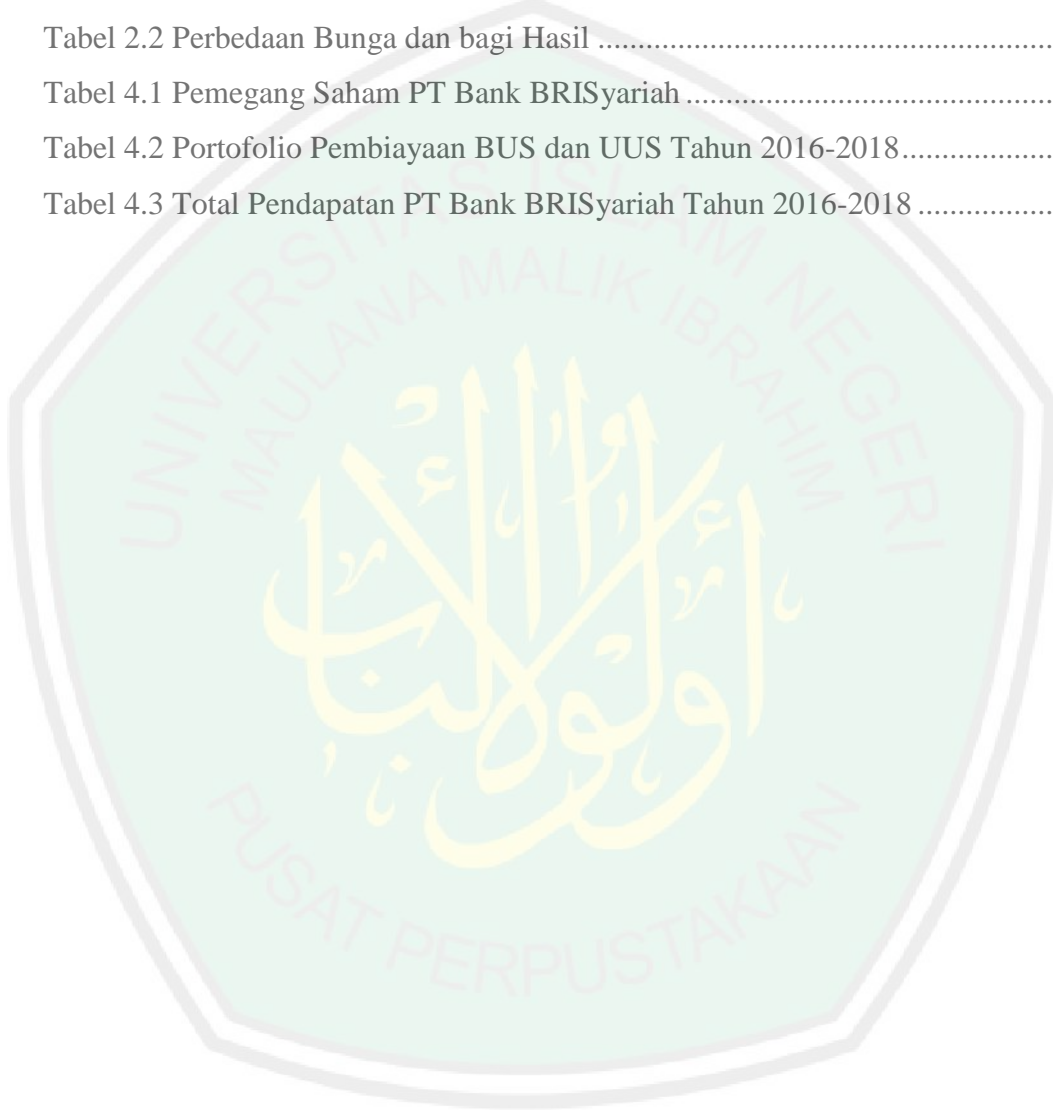 Tabel 2.2 Perbedaan Bunga dan bagi Hasil ................................................
Tabel 4.1 Pemegang Saham PT Bank BRISyariah .......................................
Tabel 4.2 Portofolio Pembiayaan BUS dan UUS Tahun 2016-2018...................
Tabel 4.3 Total Pendapatan PT Bank BRISyariah Tahun 2016-2018 .................
UNIVERSITAS ISLAM NEGERI
MAULANA MALIK IBRAHIM
أولوا الألباب
PUSAT PERPUSTAKAAN